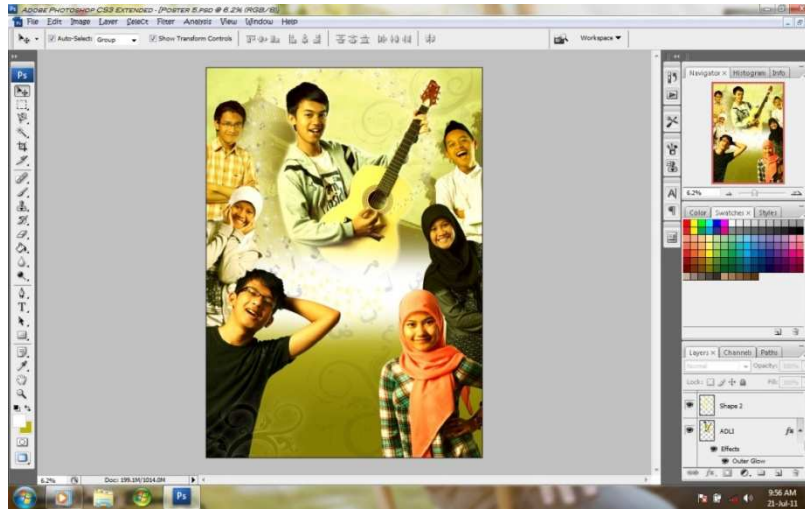 ADOBE PHOTOSHOP CS3 EXTENDED - [POSTER 5.PSD @ 6.2% (RGB/8)]
File Edit Image Layer Select Filter Analysis View Window Help
Auto-Select: Group Show Transform Controls Workspace
Ps
Navigator x Histogram Info
6.2%
Color Swatches x Styles
Layers x Channels Paths
Normal Opacity: 100%
Lock: Fill: 100%
Shape 2
ADLI fx
Effects
Outer Glow
6.2% Doc: 199.1M/1014.0M
Ps
9:56 AM
21-Jul-11